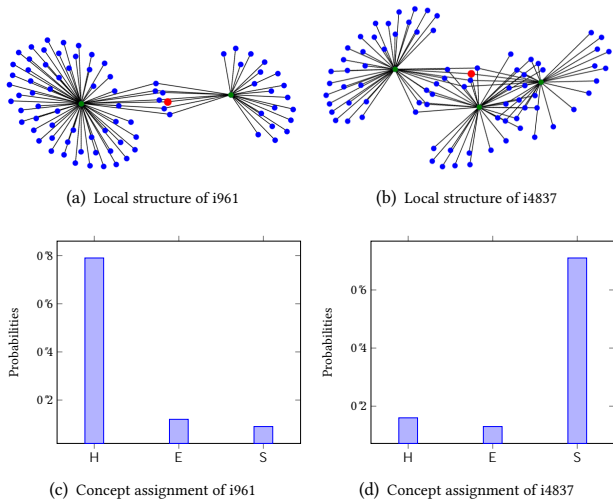 (a) Local structure of i961
(b) Local structure of i4837
Probabilities
0.8
0.6
0.4
0.2
H E S
(c) Concept assignment of i961
Probabilities
0.6
0.4
0.2
H E S
(d) Concept assignment of i4837